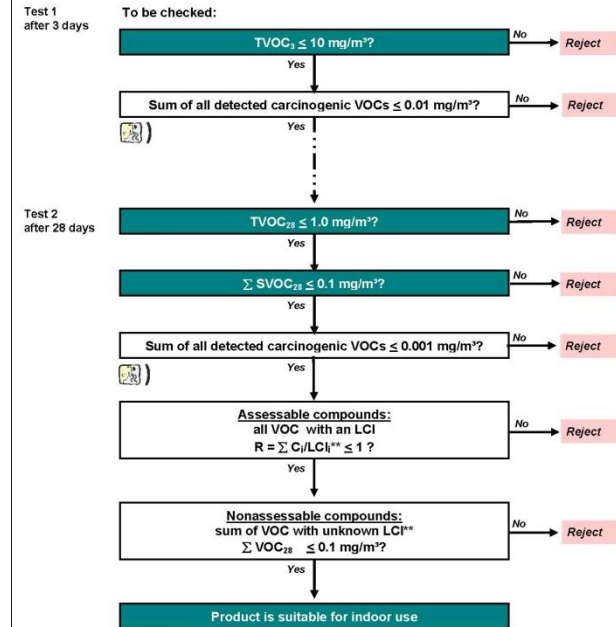 Test 1
after 3 days
To be checked:
TVOC₃ ≤ 10 mg/m³?
No
Reject
Yes
Sum of all detected carcinogenic VOCs ≤ 0.01 mg/m³?
No
Reject
)
Yes
Test 2
after 28 days
TVOC₂₈ ≤ 1.0 mg/m³?
No
Reject
Yes
∑ SVOC₂₈ ≤ 0.1 mg/m³?
No
Reject
Yes
Sum of all detected carcinogenic VOCs ≤ 0.001 mg/m³?
No
Reject
)
Yes
Assessable compounds:
all VOC with an LCI
R = ∑ Cᵢ/LCIᵢ** ≤ 1 ?
No
Reject
Yes
Nonassessable compounds:
sum of VOC with unknown LCI**
∑ VOC₂₈ ≤ 0.1 mg/m³?
No
Reject
Yes
Product is suitable for indoor use